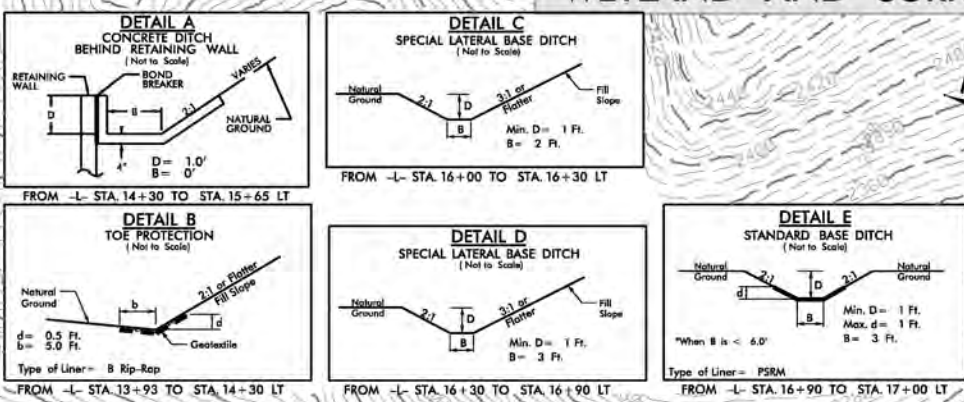 DETAIL A
CONCRETE DITCH
BEHIND RETAINING WALL
(Not to Scale)
RETAINING
WALL
BOND
BREAKER
VARIES
D
B
2:1
4"
NATURAL
GROUND
D= 1.0'
B= 0'
FROM -L- STA. 14+30 TO STA. 15+65 LT
DETAIL C
SPECIAL LATERAL BASE DITCH
(Not to Scale)
Natural
Ground
2:1
D
3:1 or
Flatter
Fill
Slope
B
Min. D= 1 Ft.
B= 2 Ft.
FROM -L- STA. 16+00 TO STA. 16+30 LT
2440
2420
2400
DETAIL B
TOE PROTECTION
(Not to Scale)
Natural
Ground
b
2:1 or Flatter
Fill Slope
d
d= 0.5 Ft.
b= 5.0 Ft.
Geotextile
Type of Liner= B Rip-Rap
FROM -L- STA. 13+93 TO STA. 14+30 LT
DETAIL D
SPECIAL LATERAL BASE DITCH
(Not to Scale)
Natural
Ground
2:1
D
3:1 or
Flatter
Fill
Slope
B
Min. D= 1 Ft.
B= 3 Ft.
FROM -L- STA. 16+30 TO STA. 16+90 LT
DETAIL E
STANDARD BASE DITCH
(Not to Scale)
Natural
Ground
2:1
D
2:1
Natural
Ground
d
B
Min. D= 1 Ft.
Max. d= 1 Ft.
B= 3 Ft.
*When B is < 6.0'
Type of Liner= PSRM
FROM -L- STA. 16+90 TO STA. 17+00 LT